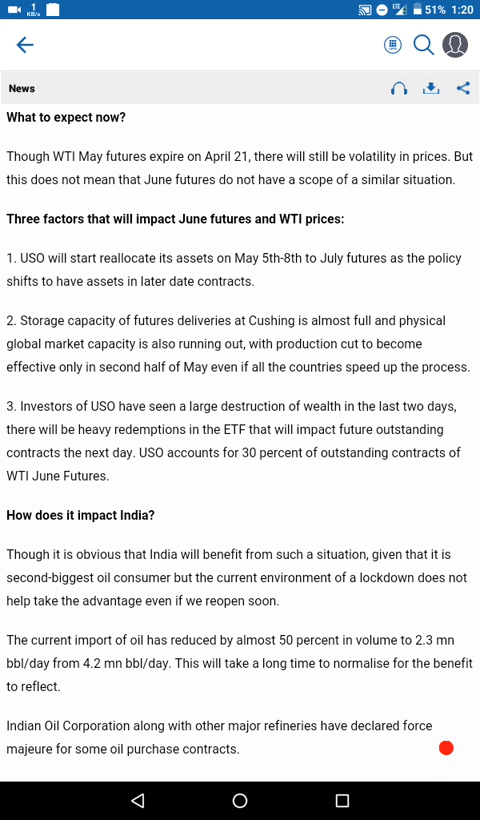 1
KB/s
LTE
51% 1:20
News
What to expect now?
Though WTI May futures expire on April 21, there will still be volatility in prices. But
this does not mean that June futures do not have a scope of a similar situation.
Three factors that will impact June futures and WTI prices:
1. USO will start reallocate its assets on May 5th-8th to July futures as the policy
shifts to have assets in later date contracts.
2. Storage capacity of futures deliveries at Cushing is almost full and physical
global market capacity is also running out, with production cut to become
effective only in second half of May even if all the countries speed up the process.
3. Investors of USO have seen a large destruction of wealth in the last two days,
there will be heavy redemptions in the ETF that will impact future outstanding
contracts the next day. USO accounts for 30 percent of outstanding contracts of
WTI June Futures.
How does it impact India?
Though it is obvious that India will benefit from such a situation, given that it is
second-biggest oil consumer but the current environment of a lockdown does not
help take the advantage even if we reopen soon.
The current import of oil has reduced by almost 50 percent in volume to 2.3 mn
bbl/day from 4.2 mn bbl/day. This will take a long time to normalise for the benefit
to reflect.
Indian Oil Corporation along with other major refineries have declared force
majeure for some oil purchase contracts.